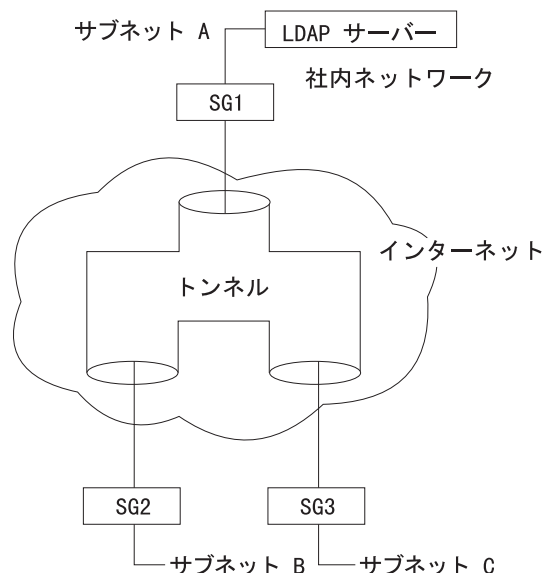 サブネット A
LDAP サーバー
社内ネットワーク
SG1
インターネット
トンネル
SG2
SG3
サブネット B
サブネット C